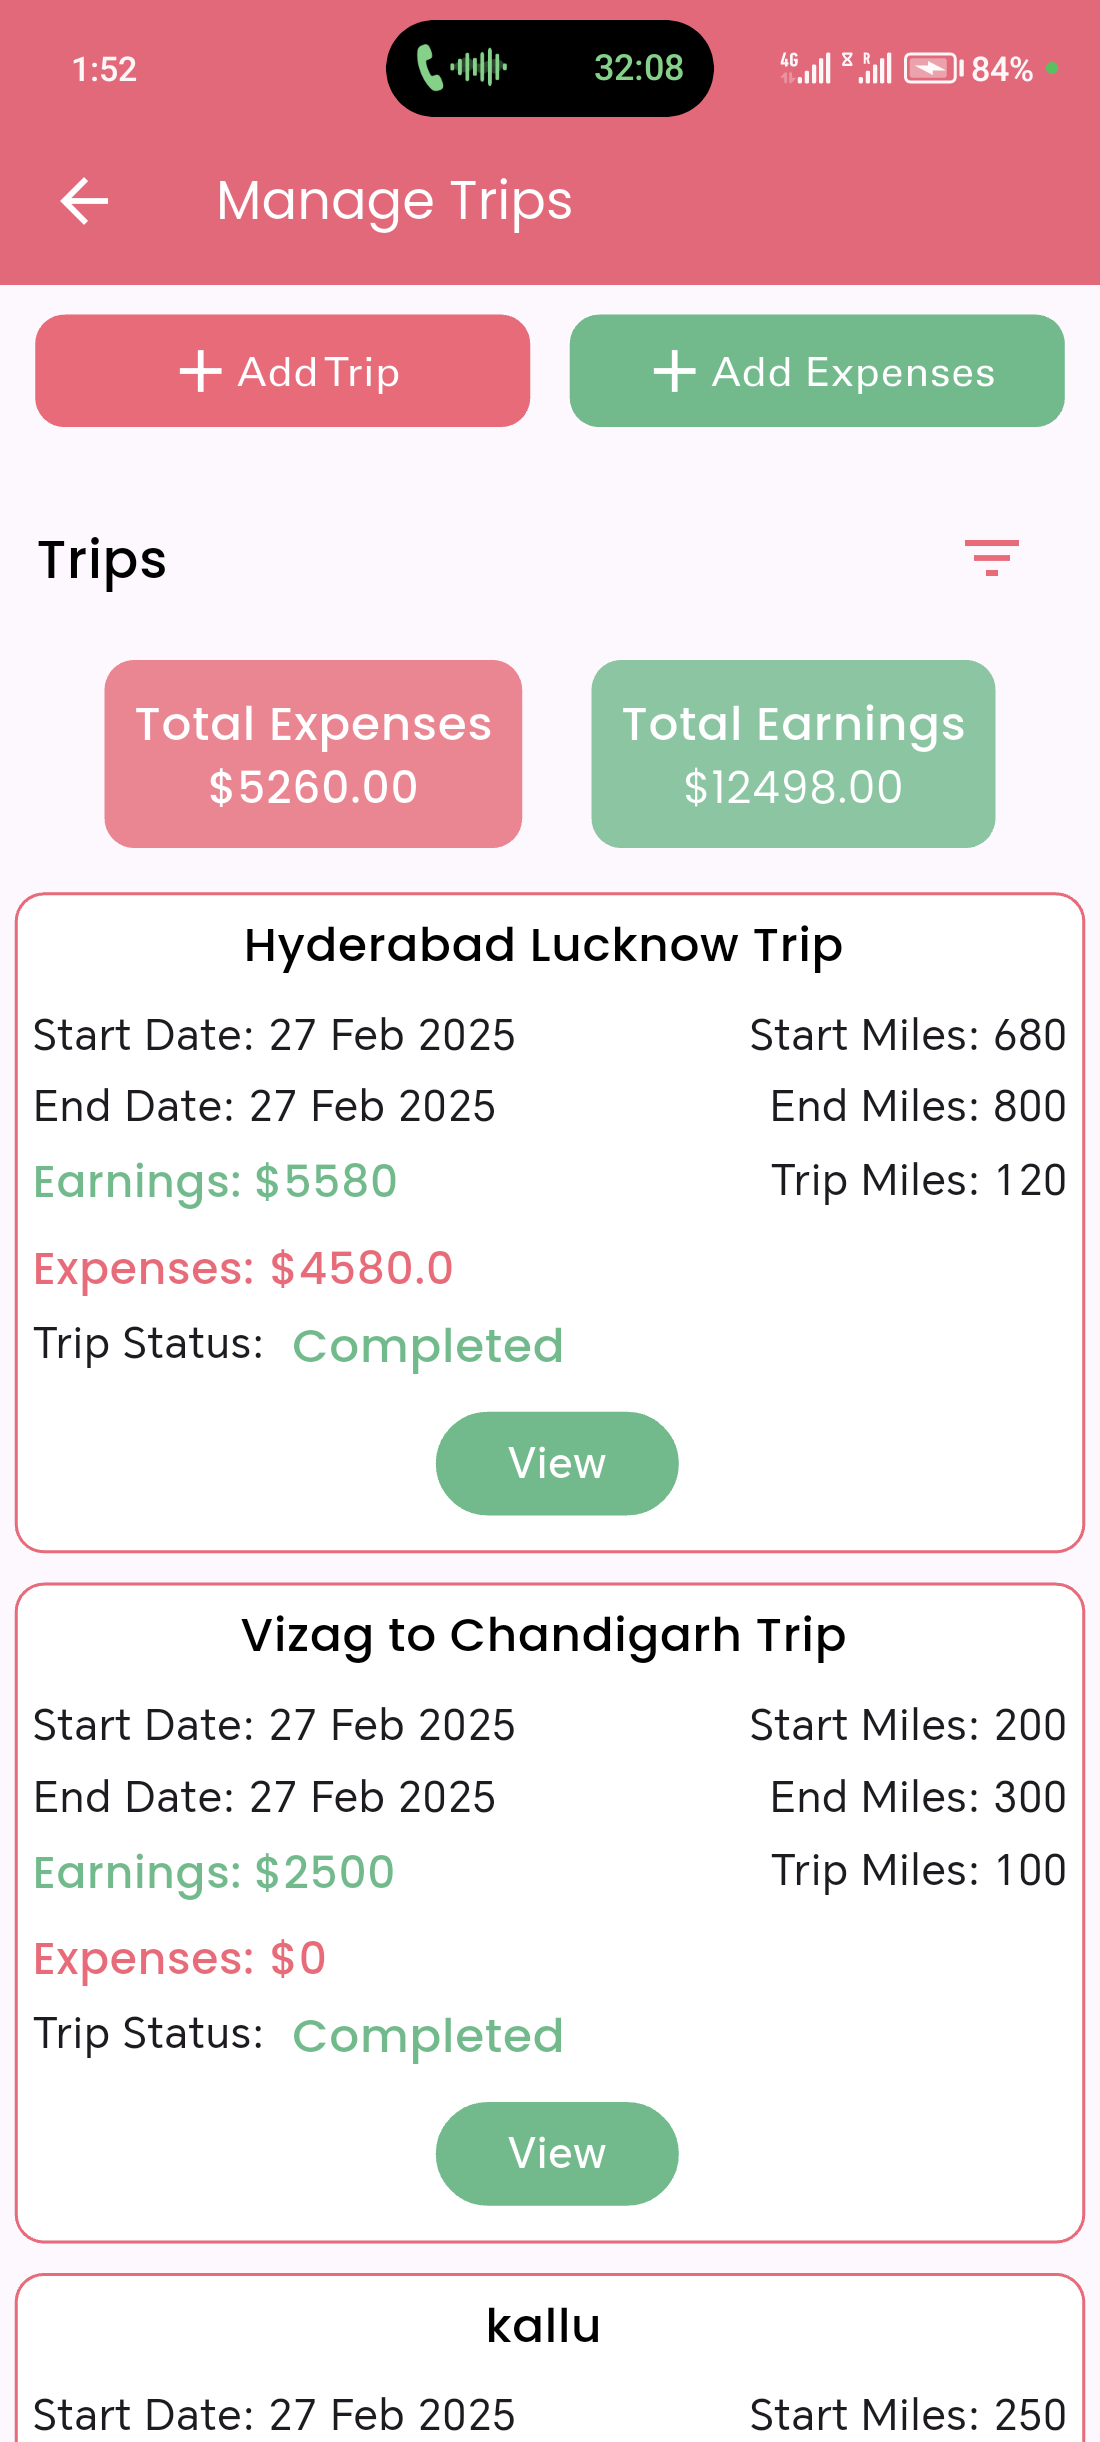 1:52 32:08 4G R 84%
Manage Trips
Add Trip Add Expenses
Trips
Total Expenses Total Earnings
$5260.00 $12498.00
Hyderabad Lucknow Trip
Start Date: 27 Feb 2025 Start Miles: 680
End Date: 27 Feb 2025 End Miles: 800
Earnings: $5580 Trip Miles: 120
Expenses: $4580.0
Trip Status: Completed
View
Vizag to Chandigarh Trip
Start Date: 27 Feb 2025 Start Miles: 200
End Date: 27 Feb 2025 End Miles: 300
Earnings: $2500 Trip Miles: 100
Expenses: $0
Trip Status: Completed
View
kallu
Start Date: 27 Feb 2025 Start Miles: 250